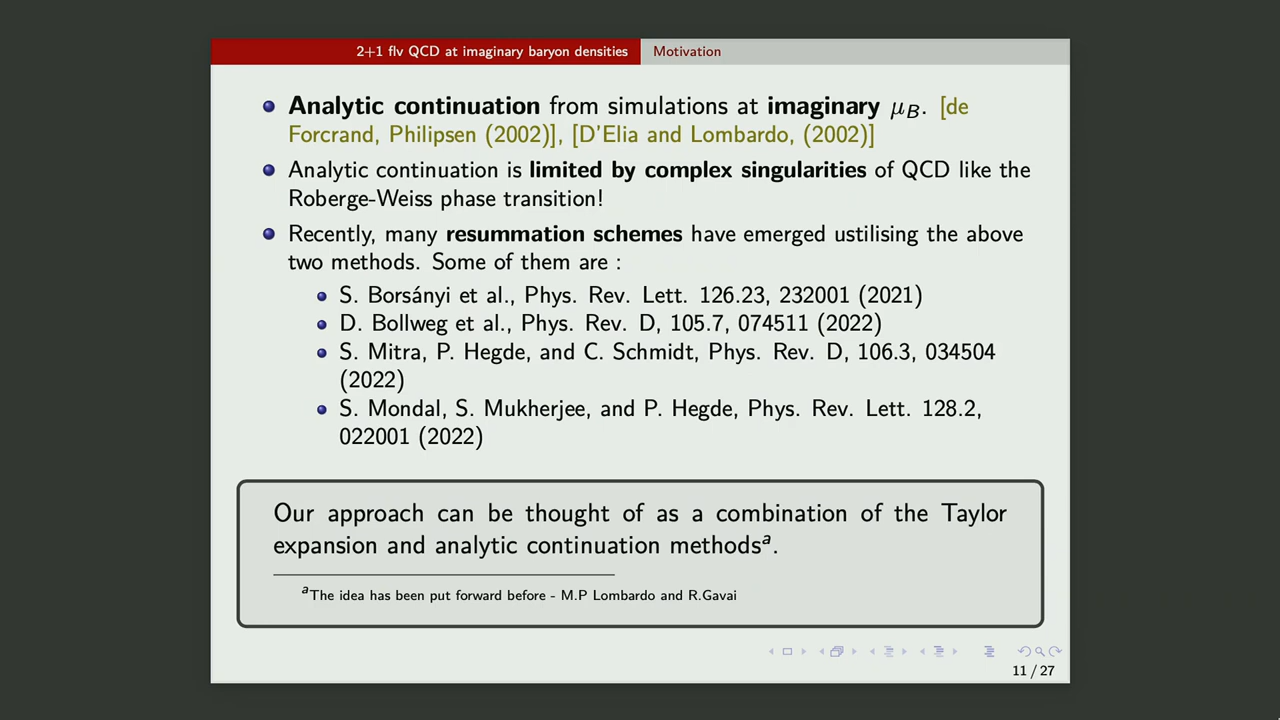 2+1 flv QCD at imaginary baryon densities Motivation
Analytic continuation from simulations at imaginary μB. [de
Forcrand, Philipsen (2002)], [D'Elia and Lombardo, (2002)]
Analytic continuation is limited by complex singularities of QCD like the
Roberge-Weiss phase transition!
Recently, many resummation schemes have emerged ustilising the above
two methods. Some of them are :
S. Borsányi et al., Phys. Rev. Lett. 126.23, 232001 (2021)
D. Bollweg et al., Phys. Rev. D, 105.7, 074511 (2022)
S. Mitra, P. Hegde, and C. Schmidt, Phys. Rev. D, 106.3, 034504
(2022)
S. Mondal, S. Mukherjee, and P. Hegde, Phys. Rev. Lett. 128.2,
022001 (2022)
Our approach can be thought of as a combination of the Taylor
expansion and analytic continuation methodsa.
aThe idea has been put forward before - M.P Lombardo and R.Gavai
11 / 27